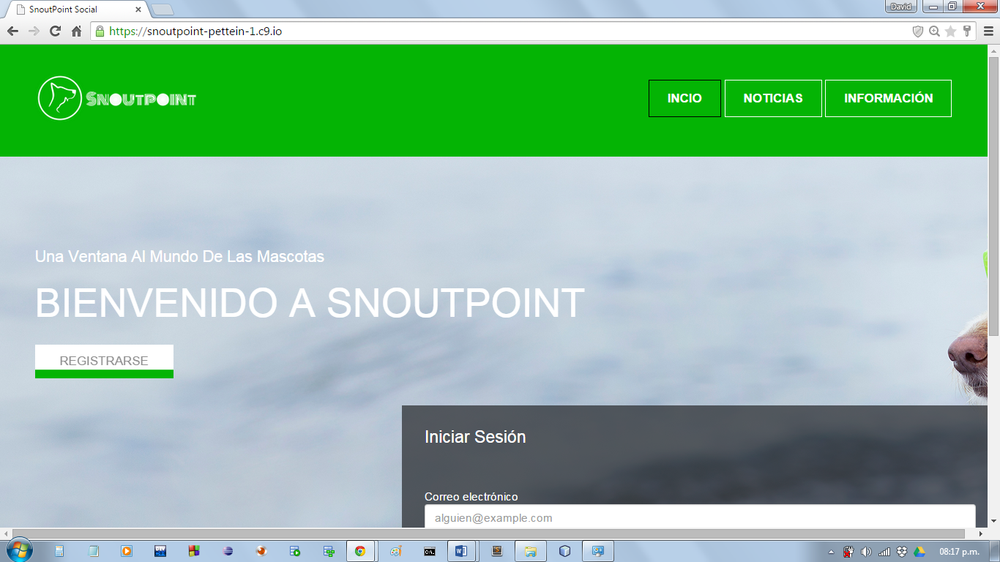 SnoutPoint Social
David
https://snoutpoint-pettein-1.c9.io
SNOUTPOINT
INCIO
NOTICIAS
INFORMACIÓN
Una Ventana Al Mundo De Las Mascotas
BIENVENIDO A SNOUTPOINT
REGISTRARSE
Iniciar Sesión
Correo electrónico
alguien@example.com
08:17 p.m.